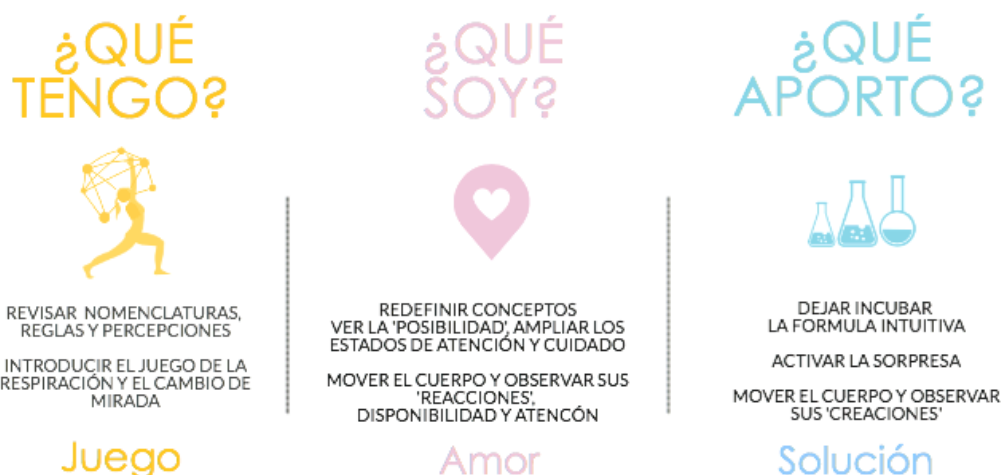 ¿QUÉ
TENGO?
REVISAR NOMENCLATURAS,
REGLAS Y PERCEPCIONES
INTRODUCIR EL JUEGO DE LA
RESPIRACIÓN Y EL CAMBIO DE
MIRADA
Juego
¿QUÉ
SOY?
REDEFINIR CONCEPTOS
VER LA 'POSIBILIDAD', AMPLIAR LOS
ESTADOS DE ATENCIÓN Y CUIDADO
MOVER EL CUERPO Y OBSERVAR SUS
'REACCIONES',
DISPONIBILIDAD Y ATENCÓN
Amor
¿QUÉ
APORTO?
DEJAR INCUBAR
LA FORMULA INTUITIVA
ACTIVAR LA SORPRESA
MOVER EL CUERPO Y OBSERVAR
SUS 'CREACIONES'
Solución